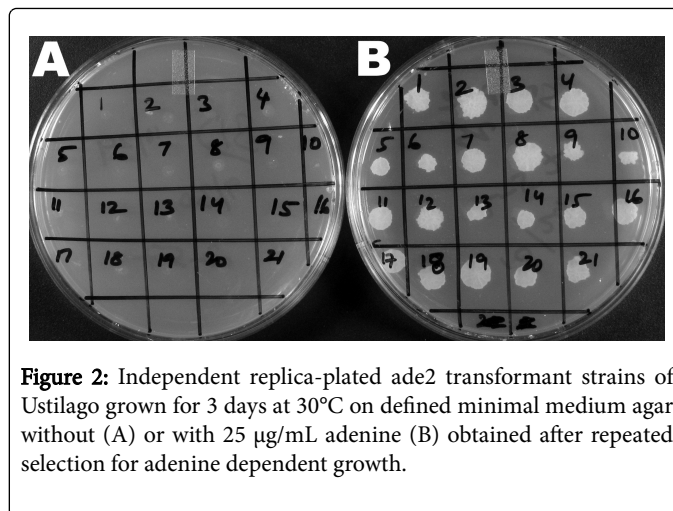 A
B
1 2 3 4
5 6 7 8 9 10
11 12 13 14 15 16
17 18 19 20 21
1 2 3 4
5 6 7 8 9 10
11 12 13 14 15 16
17 18 19 20 21
Figure 2: Independent replica-plated ade2 transformant strains of
Ustilago grown for 3 days at 30°C on defined minimal medium agar
without (A) or with 25 μg/mL adenine (B) obtained after repeated
selection for adenine dependent growth.